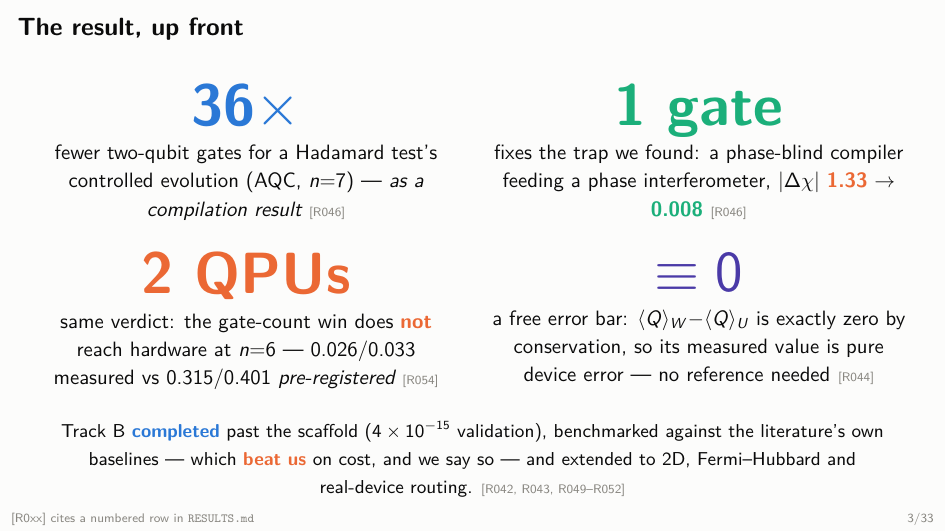 The result, up front
36×
fewer two-qubit gates for a Hadamard test's
controlled evolution (AQC, n=7) — as a
compilation result [R046]
1 gate
fixes the trap we found: a phase-blind compiler
feeding a phase interferometer, |Δχ| 1.33 →
0.008 [R046]
2 QPUs
same verdict: the gate-count win does not
reach hardware at n=6 — 0.026/0.033
measured vs 0.315/0.401 pre-registered [R054]
≡ 0
a free error bar: ⟨Q⟩W−⟨Q⟩U is exactly zero by
conservation, so its measured value is pure
device error — no reference needed [R044]
Track B completed past the scaffold (4 × 10⁻¹⁵ validation), benchmarked against the literature's own
baselines — which beat us on cost, and we say so — and extended to 2D, Fermi–Hubbard and
real-device routing. [R042, R043, R049–R052]
[R0xx] cites a numbered row in RESULTS.md
3/33